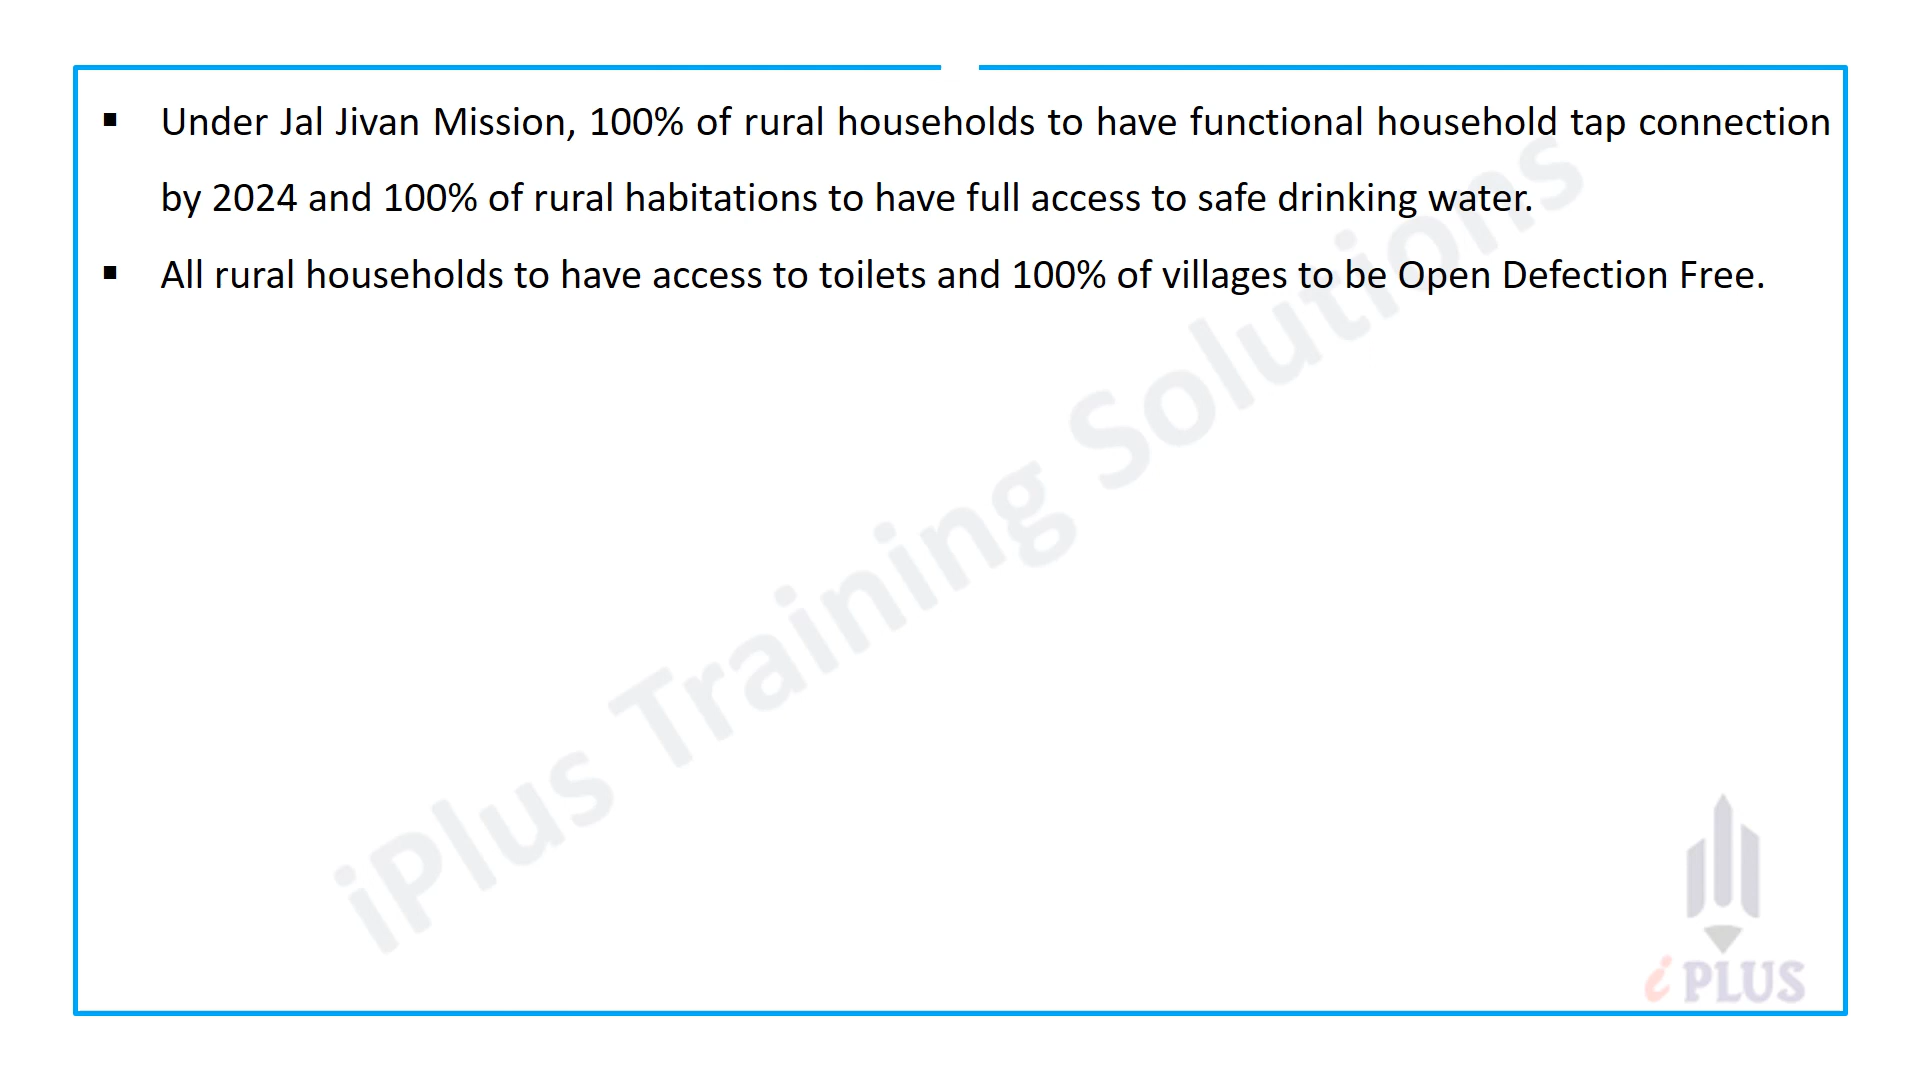 ▪ Under Jal Jivan Mission, 100% of rural households to have functional household tap connection
by 2024 and 100% of rural habitations to have full access to safe drinking water.
▪ All rural households to have access to toilets and 100% of villages to be Open Defection Free.
iPlus Training Solutions
i PLUS